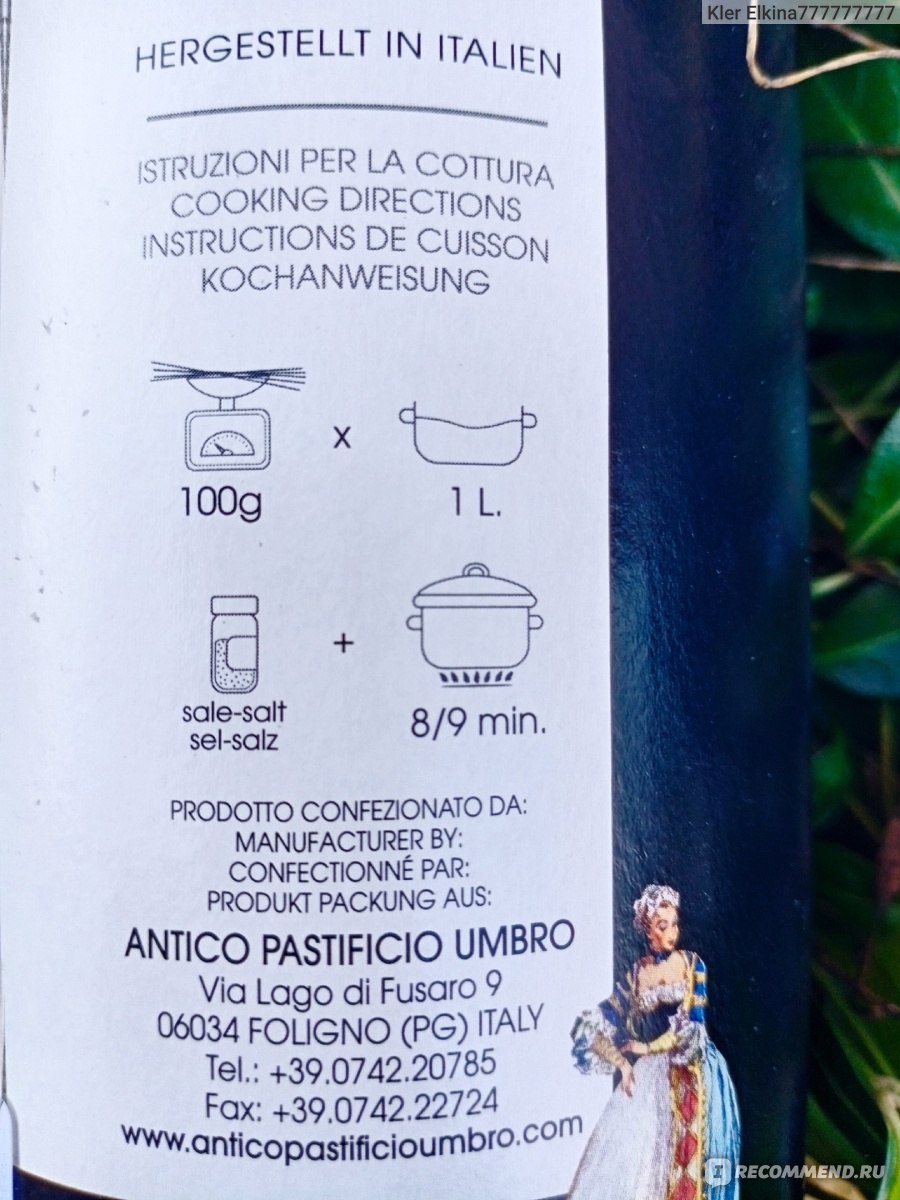 Kler Elkina777777777
HERGESTELLT IN ITALIEN
ISTRUZIONI PER LA COTTURA
COOKING DIRECTIONS
INSTRUCTIONS DE CUISSON
KOCHANWEISUNG
x
100g 1 L.
+
sale-salt
sel-salz
8/9 min.
PRODOTTO CONFEZIONATO DA:
MANUFACTURER BY:
CONFECTIONNÉ PAR:
PRODUKT PACKUNG AUS:
ANTICO PASTIFICIO UMBRO
Via Lago di Fusaro 9
06034 FOLIGNO (PG) ITALY
Tel.: +39.0742.20785
Fax: +39.0742.22724
www.anticopastificioumbro.com
IRECOMMEND.RU